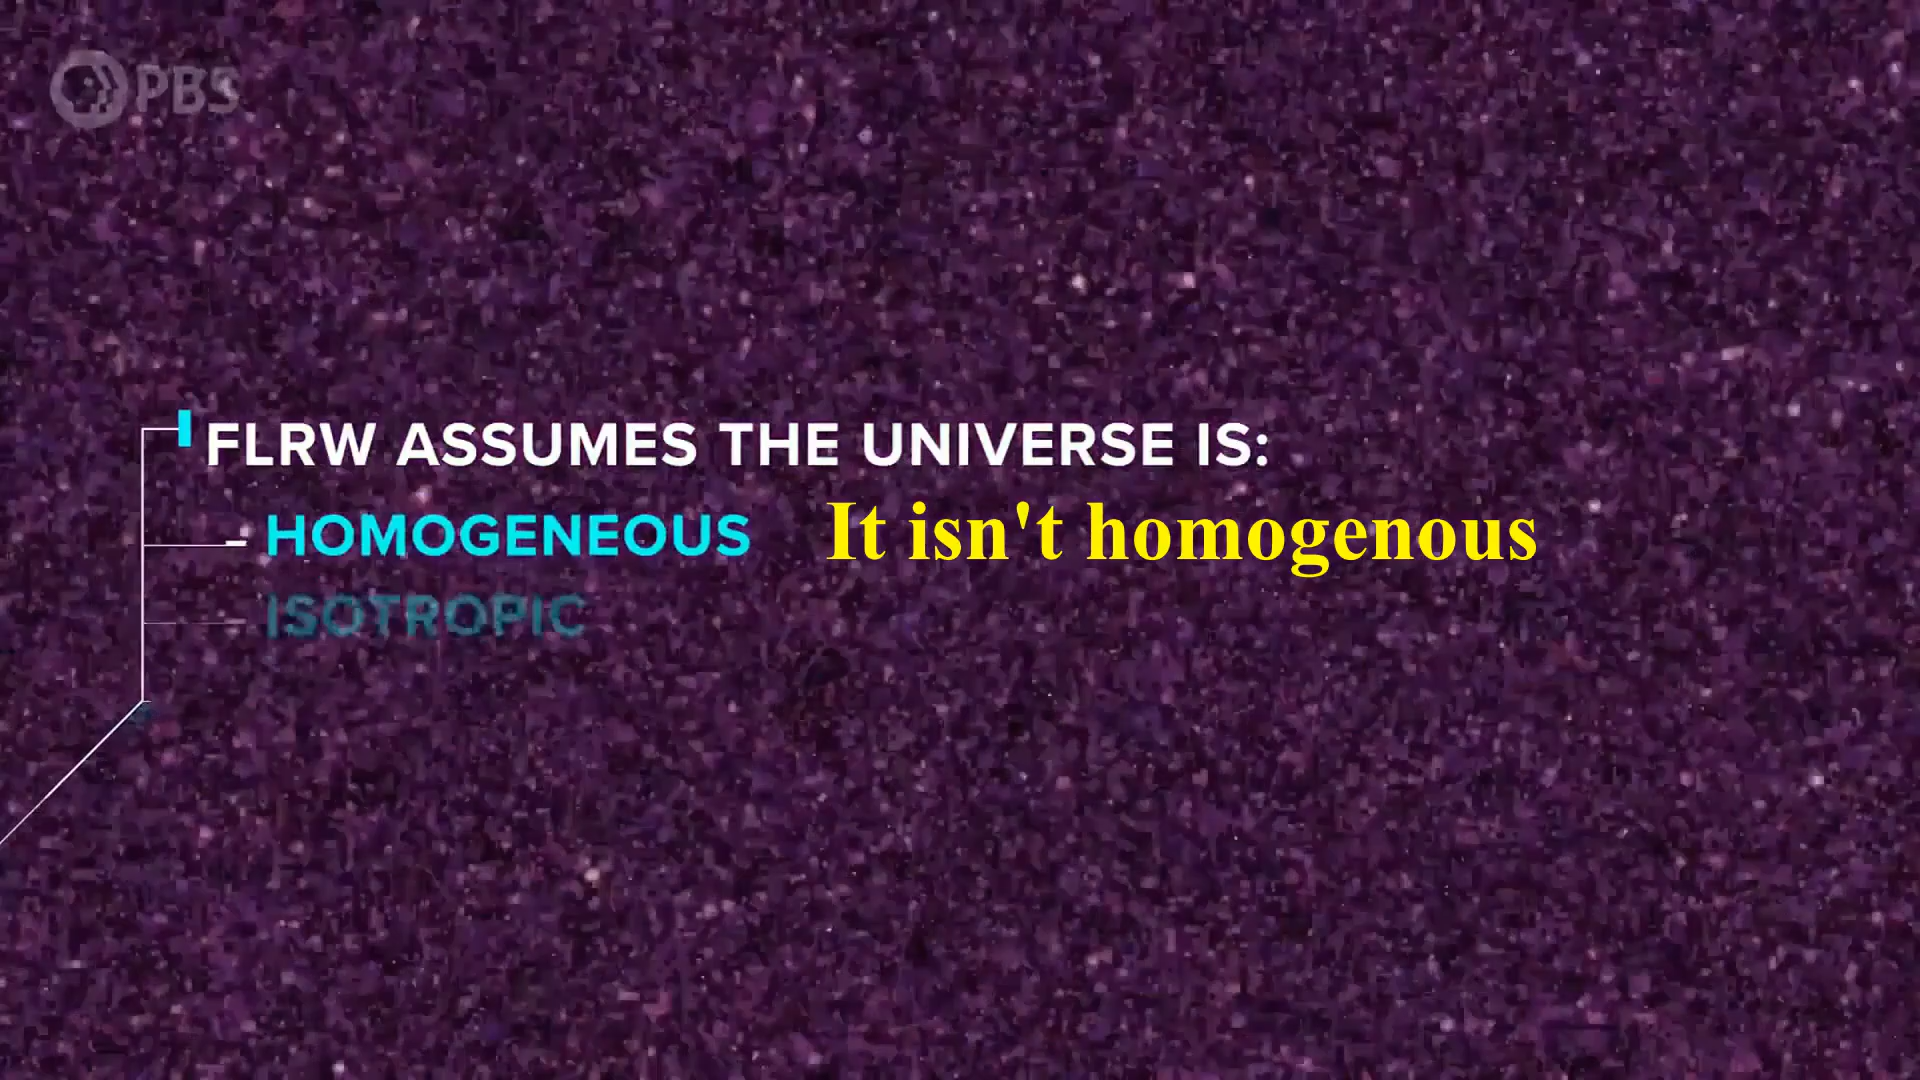 PBS
FLRW ASSUMES THE UNIVERSE IS:
- HOMOGENEOUS It isn't homogenous
ISOTROPIC